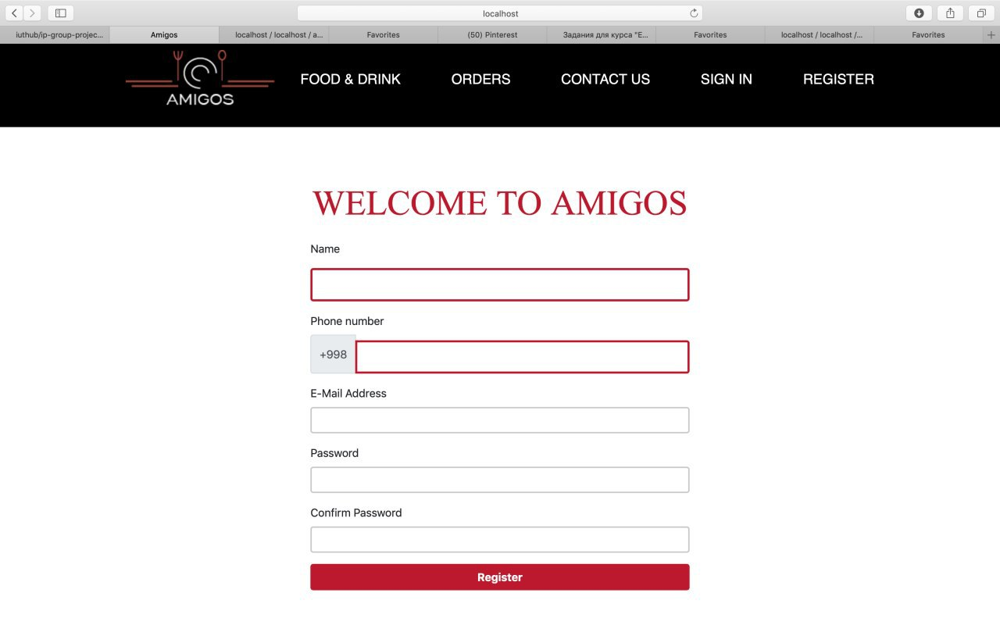 localhost
iuthub/ip-group-projec...
Amigos
localhost / localhost / a...
Favorites
(50) Pinterest
Задания для курса "E...
Favorites
localhost / localhost /...
Favorites
AMIGOS
FOOD & DRINK
ORDERS
CONTACT US
SIGN IN
REGISTER
WELCOME TO AMIGOS
Name
Phone number
+998
E-Mail Address
Password
Confirm Password
Register